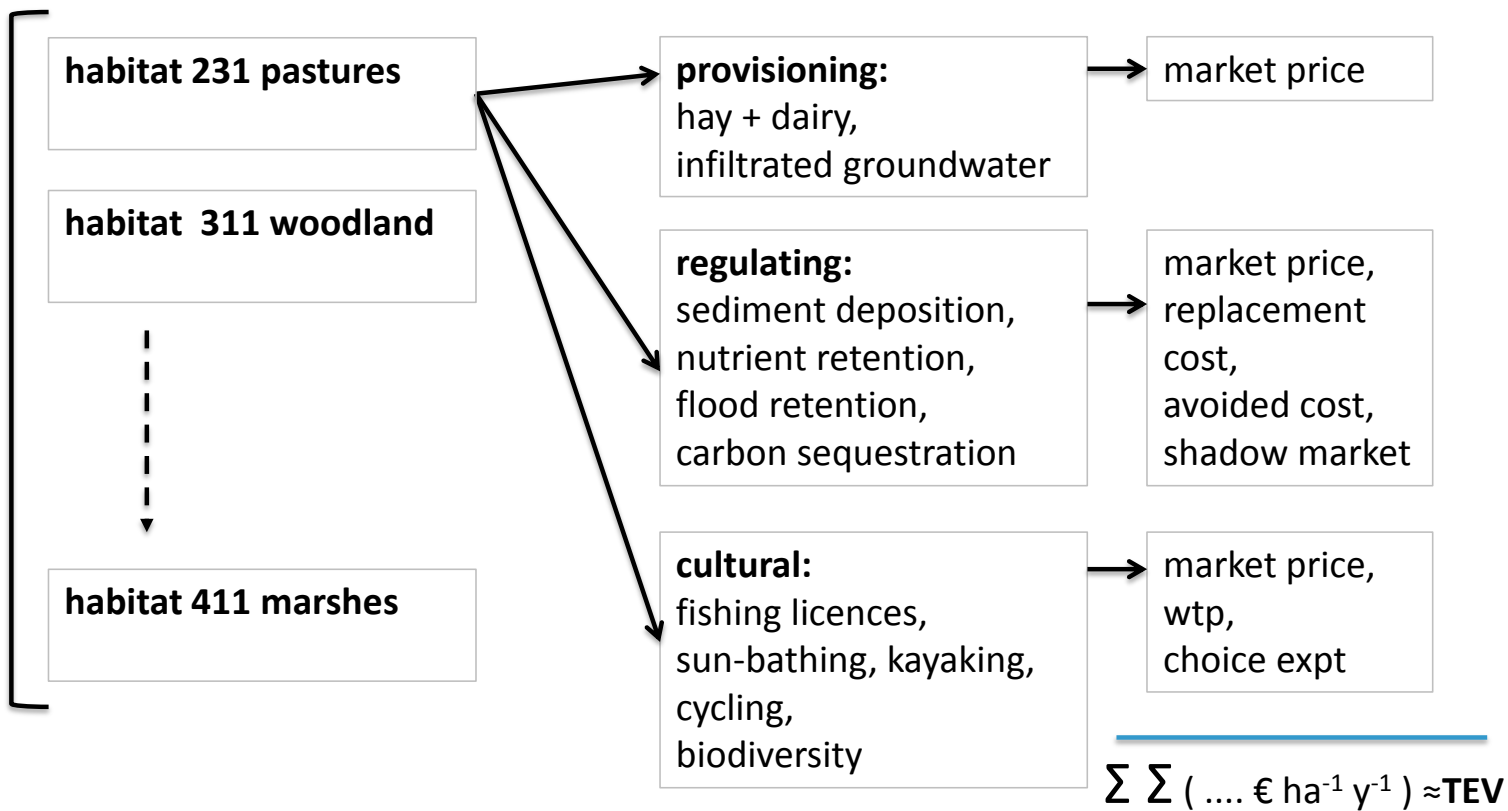 habitat 231 pastures
habitat 311 woodland
habitat 411 marshes
provisioning:
hay + dairy,
infiltrated groundwater
market price
regulating:
sediment deposition,
nutrient retention,
flood retention,
carbon sequestration
market price,
replacement
cost,
avoided cost,
shadow market
cultural:
fishing licences,
sun-bathing, kayaking,
cycling,
biodiversity
market price,
wtp,
choice expt
Σ Σ ( .... € ha⁻¹ y⁻¹ ) ≈TEV